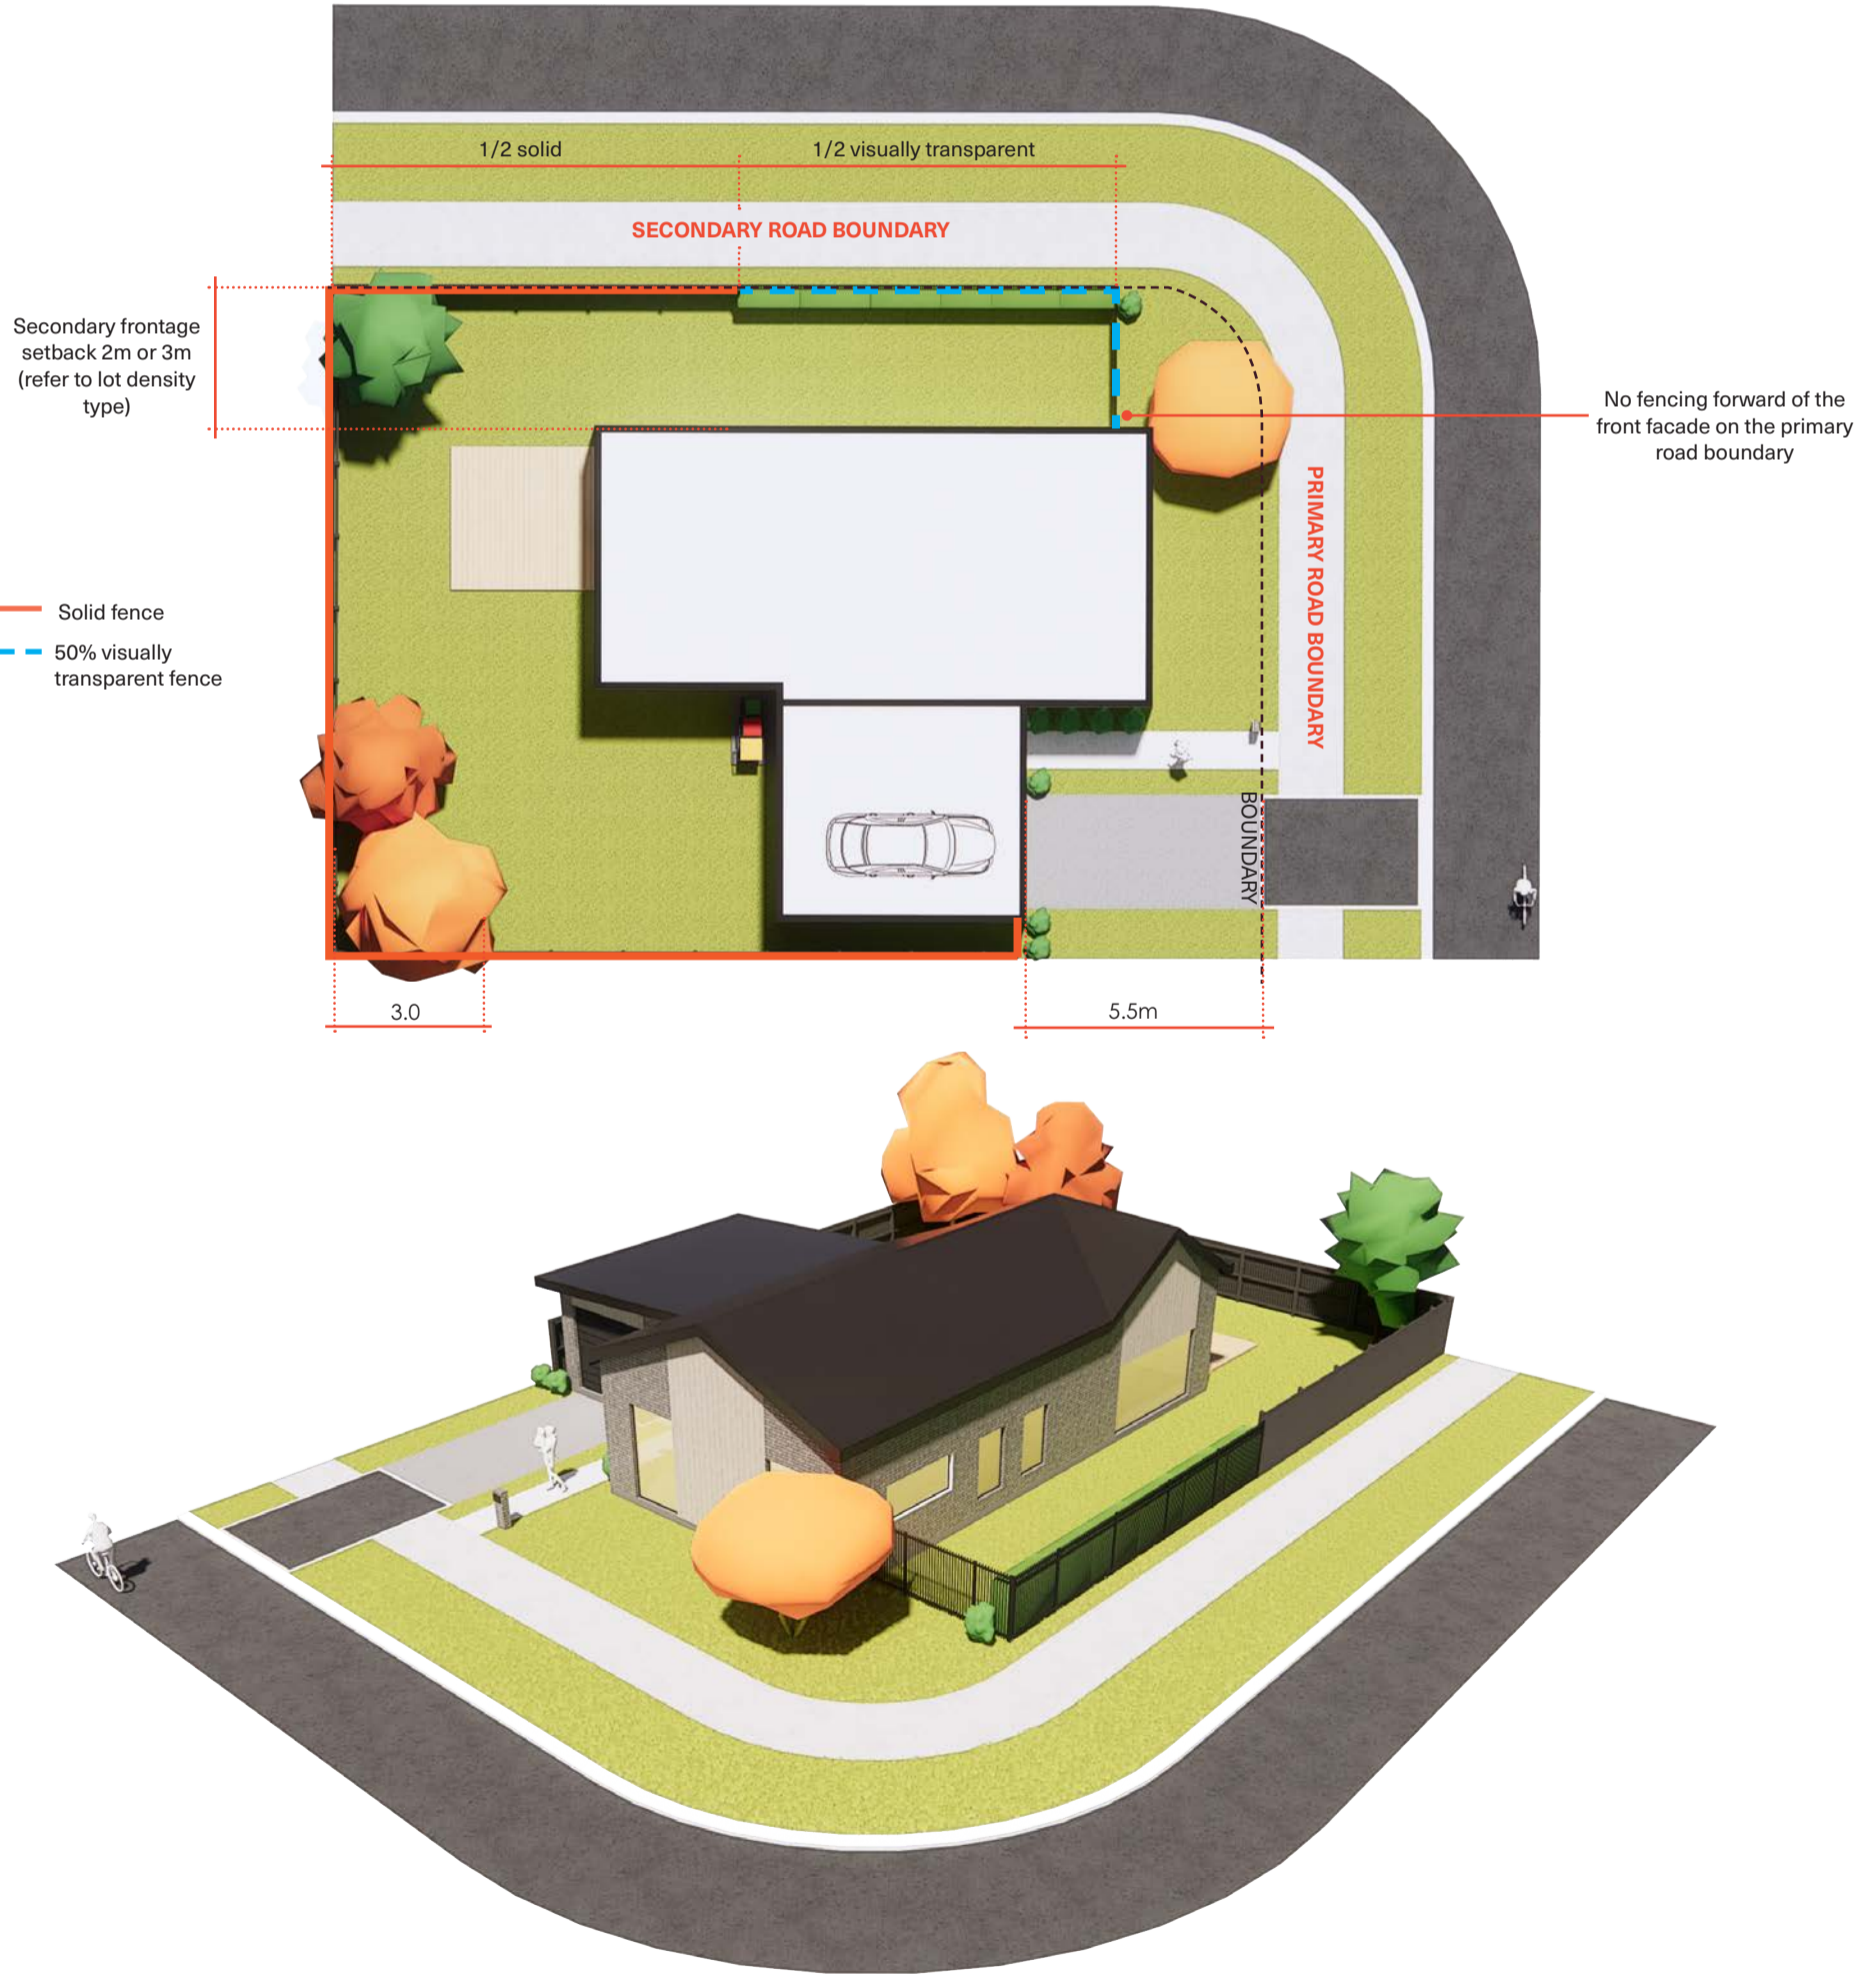 1/2 solid
1/2 visually transparent
SECONDARY ROAD BOUNDARY
Secondary frontage
setback 2m or 3m
(refer to lot density
type)
No fencing forward of the
front facade on the primary
road boundary
PRIMARY ROAD BOUNDARY
Solid fence
50% visually
transparent fence
BOUNDARY
3.0
5.5m